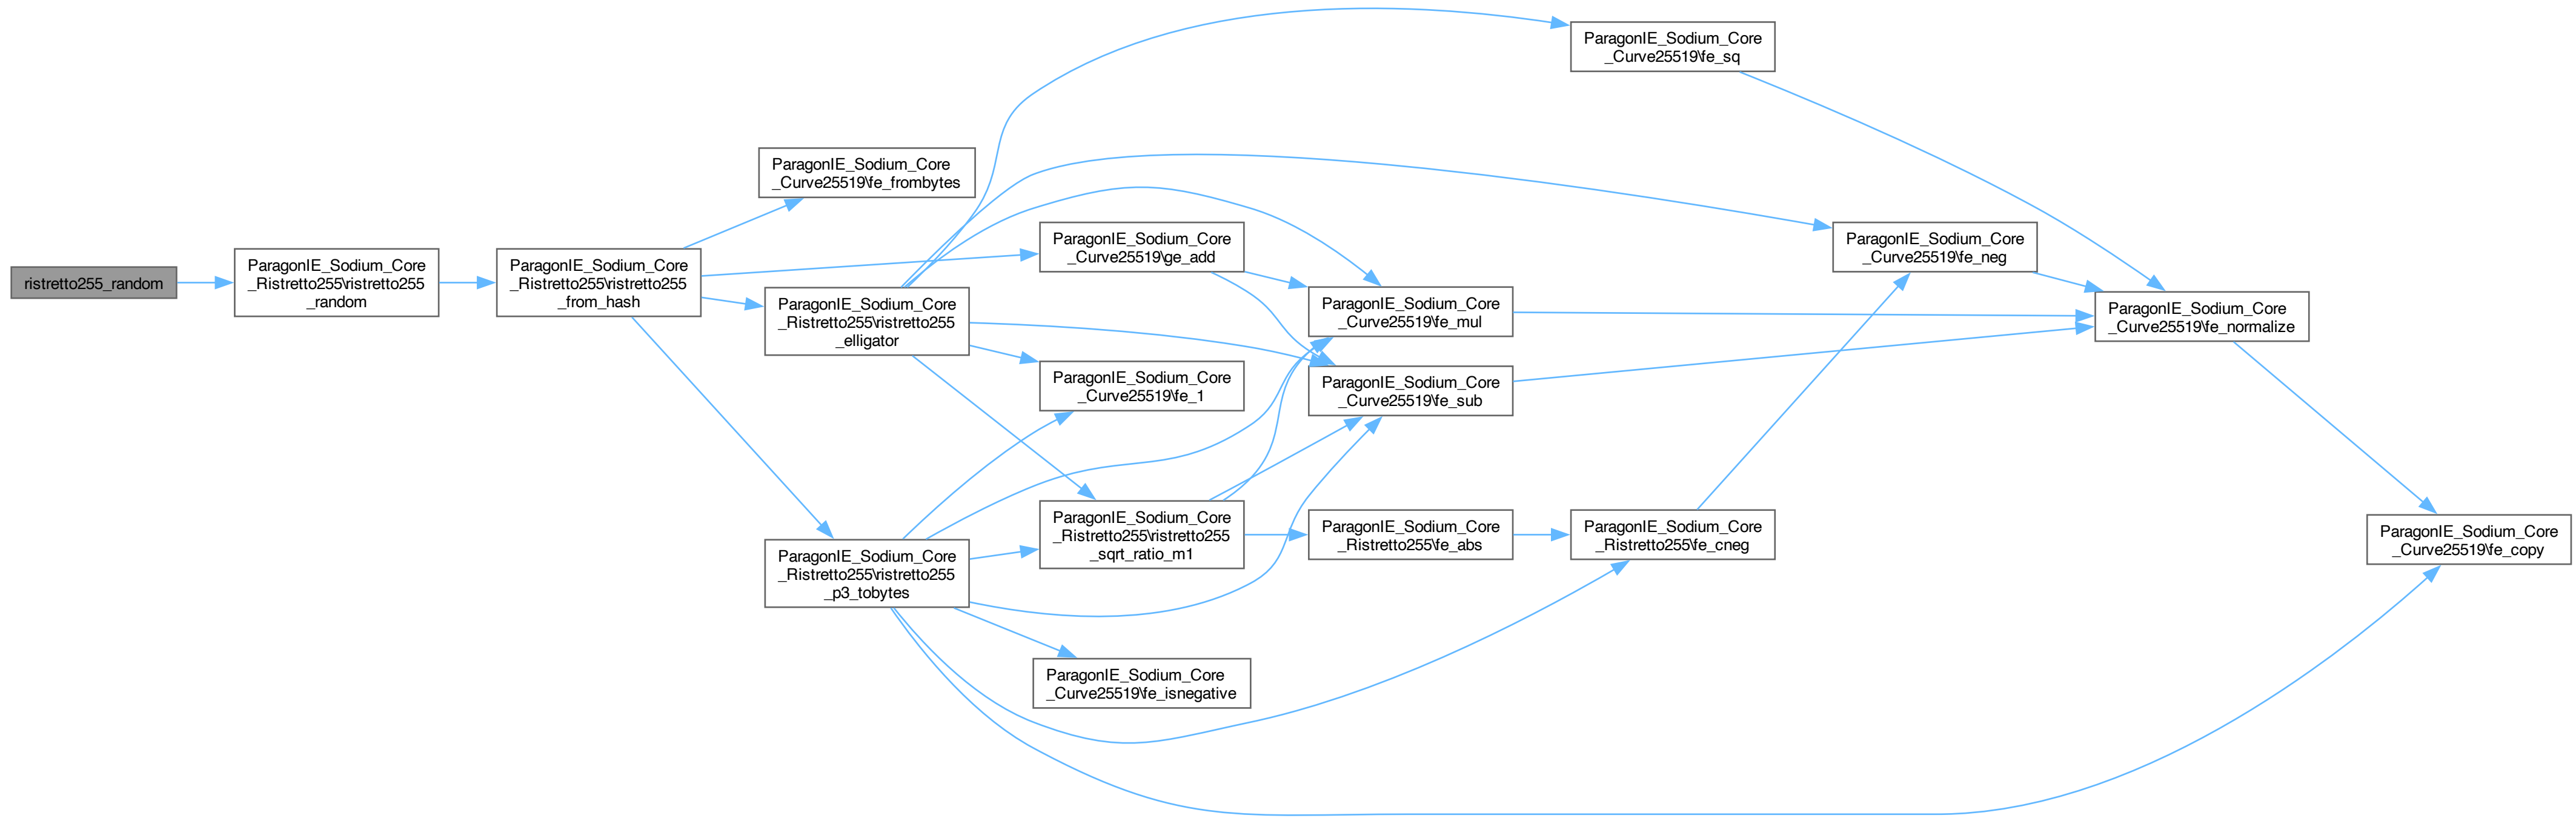 ristretto255_random
ParagonIE_Sodium_Core
_Ristretto255\ristretto255
_random
ParagonIE_Sodium_Core
_Ristretto255\ristretto255
_from_hash
ParagonIE_Sodium_Core
_Curve25519\fe_frombytes
ParagonIE_Sodium_Core
_Ristretto255\ristretto255
_elligator
ParagonIE_Sodium_Core
_Ristretto255\ristretto255
_p3_tobytes
ParagonIE_Sodium_Core
_Curve25519\ge_add
ParagonIE_Sodium_Core
_Curve25519\fe_1
ParagonIE_Sodium_Core
_Ristretto255\ristretto255
_sqrt_ratio_m1
ParagonIE_Sodium_Core
_Curve25519\fe_isnegative
ParagonIE_Sodium_Core
_Curve25519\fe_mul
ParagonIE_Sodium_Core
_Curve25519\fe_sub
ParagonIE_Sodium_Core
_Ristretto255\fe_abs
ParagonIE_Sodium_Core
_Curve25519\fe_sq
ParagonIE_Sodium_Core
_Ristretto255\fe_cneg
ParagonIE_Sodium_Core
_Curve25519\fe_neg
ParagonIE_Sodium_Core
_Curve25519\fe_normalize
ParagonIE_Sodium_Core
_Curve25519\fe_copy